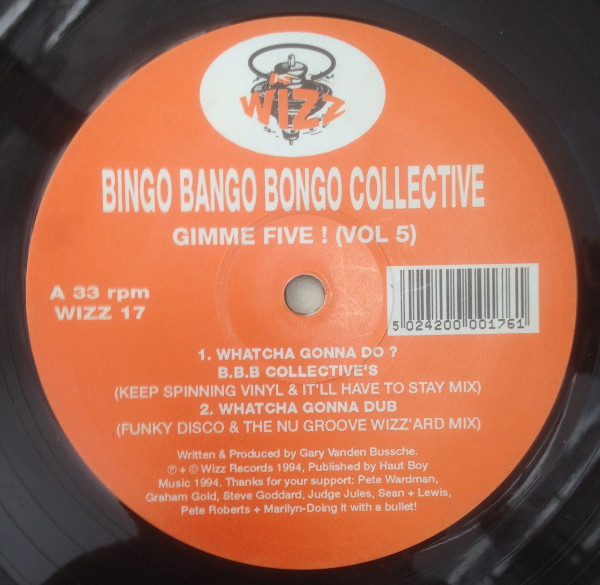 WIZZ
BINGO BANGO BONGO COLLECTIVE
GIMME FIVE ! (VOL 5)
A 33 rpm
WIZZ 17
5 024200 001761
1. WHATCHA GONNA DO ?
B.B.B COLLECTIVE'S
(KEEP SPINNING VINYL & IT'LL HAVE TO STAY MIX)
2. WHATCHA GONNA DUB
(FUNKY DISCO & THE NU GROOVE WIZZ'ARD MIX)
Written & Produced by Gary Vanden Bussche.
℗ + © Wizz Records 1994, Published by Haut Boy
Music 1994. Thanks for your support: Pete Wardman,
Graham Gold, Steve Goddard, Judge Jules, Sean + Lewis,
Pete Roberts + Marilyn-Doing It with a bullet!